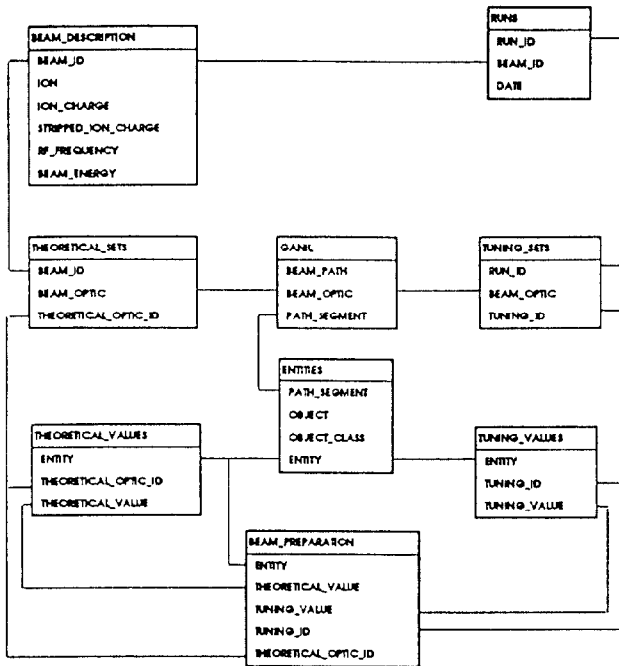 BEAM_DESCRIPTION
BEAM_ID
ION
ION_CHARGE
STRIPPED_ION_CHARGE
RF_FREQUENCY
BEAM_ENERGY
RUNS
RUN_ID
BEAM_ID
DATE
THEORETICAL_SETS
BEAM_ID
BEAM_OPTIC
THEORETICAL_OPTIC_ID
GANIL
BEAM_PATH
BEAM_OPTIC
PATH_SEGMENT
TUNING_SETS
RUN_ID
BEAM_OPTIC
TUNING_ID
ENTITIES
PATH_SEGMENT
OBJECT
OBJECT_CLASS
ENTITY
THEORETICAL_VALUES
ENTITY
THEORETICAL_OPTIC_ID
THEORETICAL_VALUE
TUNING_VALUES
ENTITY
TUNING_ID
TUNING_VALUE
BEAM_PREPARATION
ENTITY
THEORETICAL_VALUE
TUNING_VALUE
TUNING_ID
THEORETICAL_OPTIC_ID